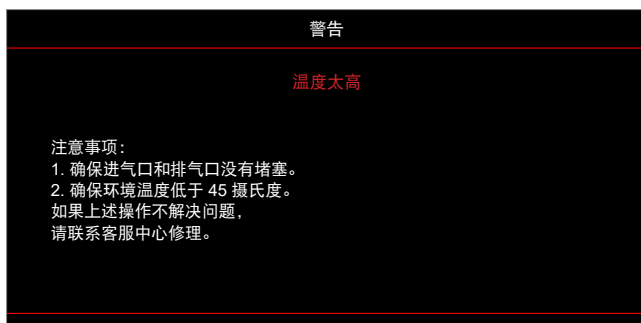 警告
温度太高
注意事项：
1. 确保进气口和排气口没有堵塞。
2. 确保环境温度低于 45 摄氏度。
如果上述操作不解决问题，
请联系客服中心修理。